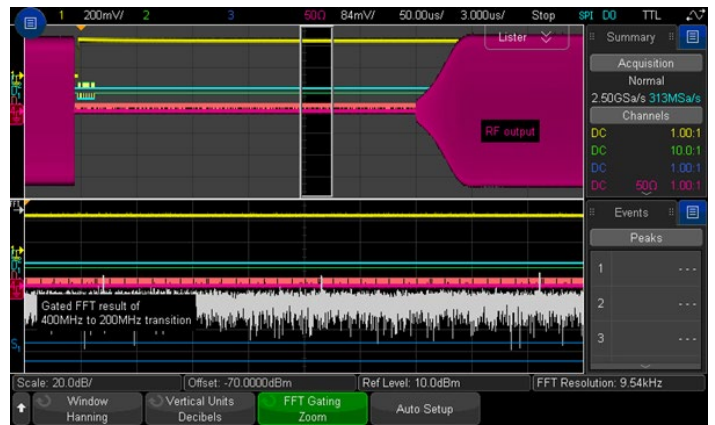 1 200mV/ 2 3 50Ω 84mV/ 50.00us/ 3.000us/ Stop SPI D0 TTL
Lister
Summary
Acquisition
Normal
2.50GSa/s 313MSa/s
Channels
DC 1.00:1
DC 10.0:1
DC 1.00:1
DC 50Ω 1.00:1
RF output
FFT
Events
Peaks
1 ---
2 ---
3 ---
Gated FFT result of
400MHz to 200MHz transition
S1
Scale: 20.0dB/ Offset: -70.0000dBm Ref Level: 10.0dBm FFT Resolution: 9.54kHz
Window
Hanning
Vertical Units
Decibels
FFT Gating
Zoom
Auto Setup